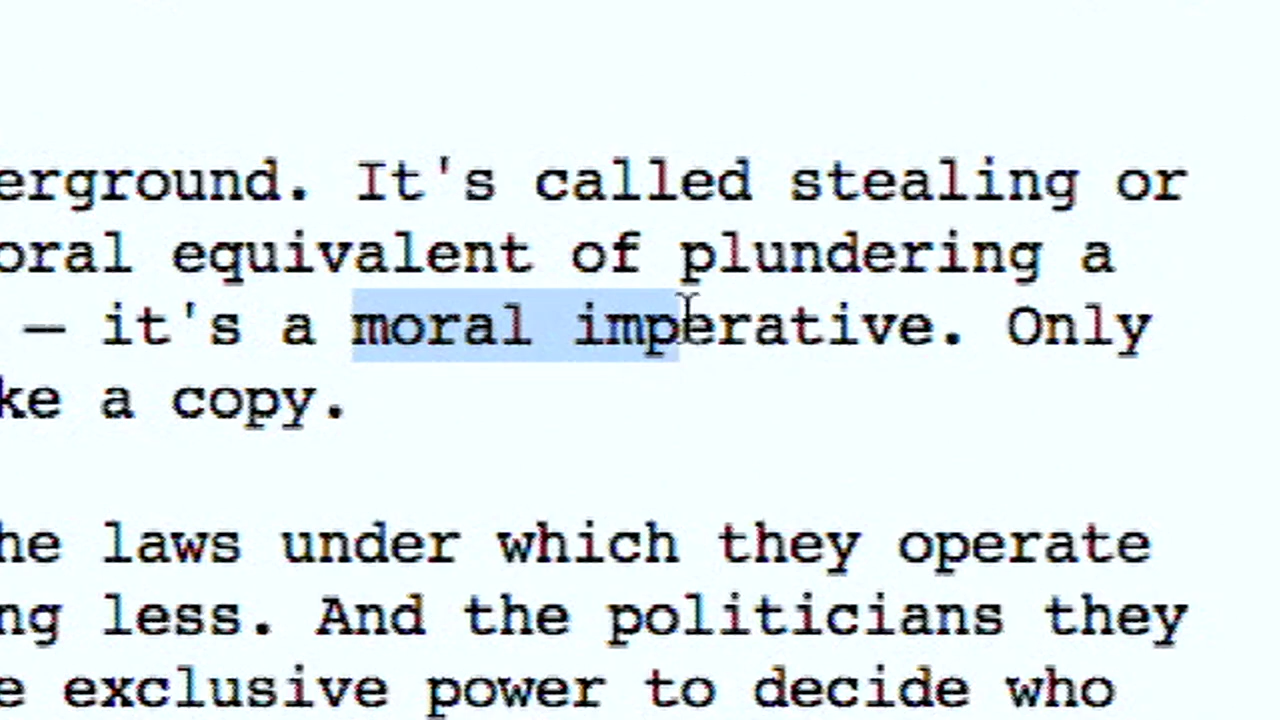 erground. It's called stealing or
oral equivalent of plundering a
— it's a moral imperative. Only
ke a copy.
he laws under which they operate
ng less. And the politicians they
e exclusive power to decide who